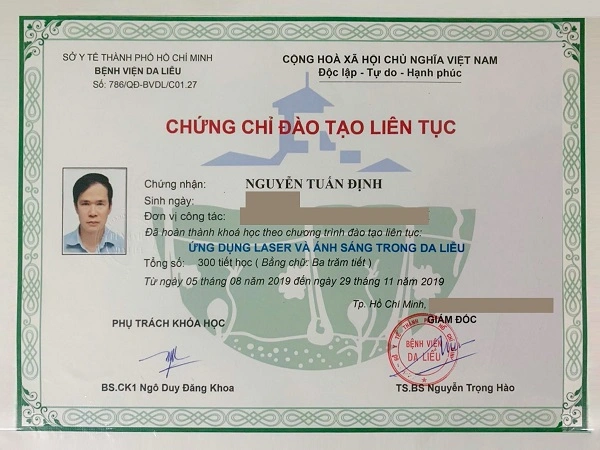 SỞ Y TẾ THÀNH PHỐ HỒ CHÍ MINH
BỆNH VIỆN DA LIỄU
Số: 786/QĐ-BVDL/C01.27
CỘNG HOÀ XÃ HỘI CHỦ NGHĨA VIỆT NAM
Độc lập - Tự do - Hạnh phúc
CHỨNG CHỈ ĐÀO TẠO LIÊN TỤC
Chứng nhận: NGUYỄN TUẤN ĐỊNH
Sinh ngày:
Đơn vị công tác:
Đã hoàn thành khoá học theo chương trình đào tạo liên tục:
ỨNG DỤNG LASER VÀ ÁNH SÁNG TRONG DA LIỄU
Tổng số: 300 tiết học ( Bằng chữ: Ba trăm tiết )
Từ ngày 05 tháng 08 năm 2019 đến ngày 29 tháng 11 năm 2019
Tp. Hồ Chí Minh,
PHỤ TRÁCH KHÓA HỌC
GIÁM ĐỐC
BỆNH VIỆN
DA LIỄU
BS.CK1 Ngô Duy Đăng Khoa
TS.BS Nguyễn Trọng Hào